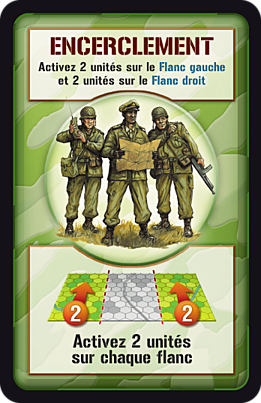 ENCERCLEMENT
Activez 2 unités sur le Flanc gauche
et 2 unités sur le Flanc droit
2 2
Activez 2 unités
sur chaque flanc